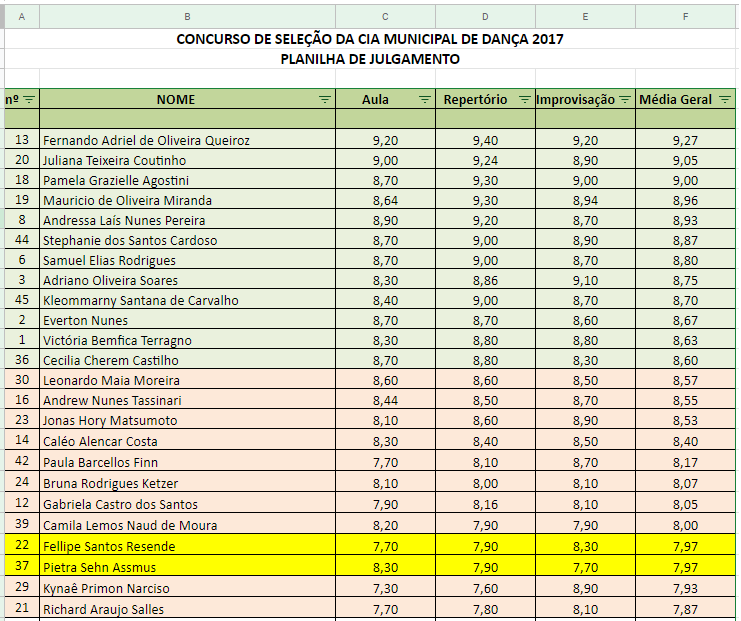 A B C D E F
CONCURSO DE SELEÇÃO DA CIA MUNICIPAL DE DANÇA 2017
PLANILHA DE JULGAMENTO
nº NOME Aula Repertório Improvisação Média Geral
13 Fernando Adriel de Oliveira Queiroz 9,20 9,40 9,20 9,27
20 Juliana Teixeira Coutinho 9,00 9,24 8,90 9,05
18 Pamela Grazielle Agostini 8,70 9,30 9,00 9,00
19 Mauricio de Oliveira Miranda 8,64 9,30 8,94 8,96
8 Andressa Laís Nunes Pereira 8,90 9,20 8,70 8,93
44 Stephanie dos Santos Cardoso 8,70 9,00 8,90 8,87
6 Samuel Elias Rodrigues 8,70 9,00 8,70 8,80
3 Adriano Oliveira Soares 8,30 8,86 9,10 8,75
45 Kleommarny Santana de Carvalho 8,40 9,00 8,70 8,70
2 Everton Nunes 8,70 8,70 8,60 8,67
1 Victória Bemfica Terragno 8,30 8,80 8,80 8,63
36 Cecilia Cherem Castilho 8,70 8,80 8,30 8,60
30 Leonardo Maia Moreira 8,60 8,60 8,50 8,57
16 Andrew Nunes Tassinari 8,44 8,50 8,70 8,55
23 Jonas Hory Matsumoto 8,10 8,60 8,90 8,53
14 Caléo Alencar Costa 8,30 8,40 8,50 8,40
42 Paula Barcellos Finn 7,70 8,10 8,70 8,17
24 Bruna Rodrigues Ketzer 8,10 8,00 8,10 8,07
12 Gabriela Castro dos Santos 7,90 8,16 8,10 8,05
39 Camila Lemos Naud de Moura 8,20 7,90 7,90 8,00
22 Fellipe Santos Resende 7,70 7,90 8,30 7,97
37 Pietra Sehn Assmus 8,30 7,90 7,70 7,97
29 Kynaê Primon Narciso 7,30 7,60 8,90 7,93
21 Richard Araujo Salles 7,70 7,80 8,10 7,87